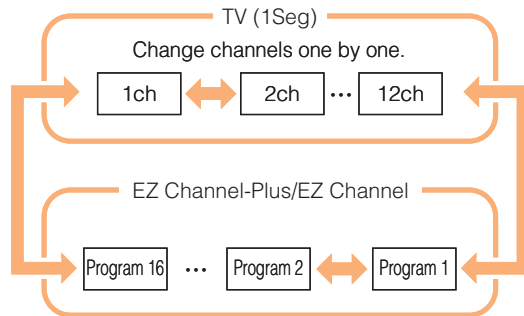 TV (1Seg)
Change channels one by one.
1ch 2ch ··· 12ch
EZ Channel-Plus/EZ Channel
Program 16 ··· Program 2 Program 1